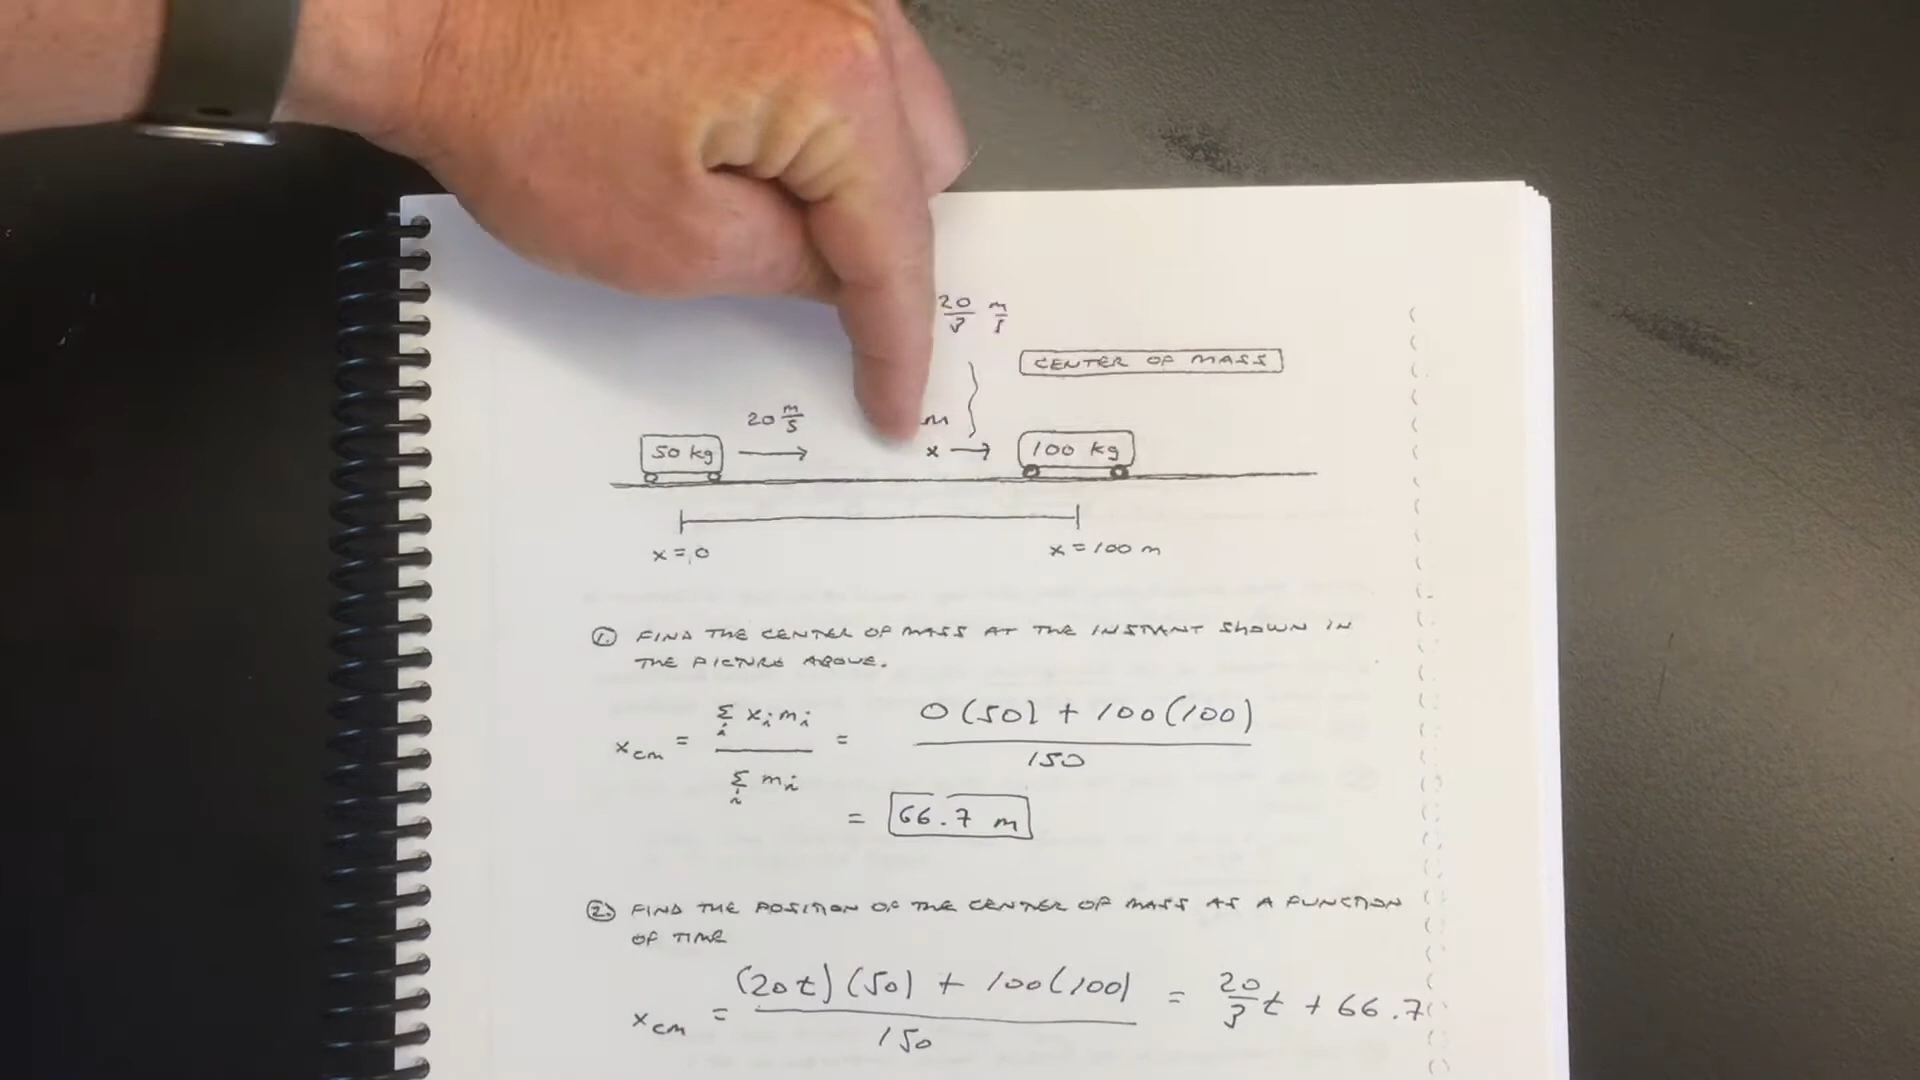 20/3 m/s
CENTER OF MASS
20 m/s
m
50 kg
x
100 kg
x = 0
x = 100 m
1. FIND THE CENTER OF MASS AT THE INSTANT SHOWN IN
THE PICTURE ABOVE.
x_cm = Σ_i x_i m_i / Σ_i m_i = 0(50) + 100(100) / 150
= 66.7 m
2. FIND THE POSITION OF THE CENTER OF MASS AS A FUNCTION
OF TIME
x_cm = (20t)(50) + 100(100) / 150 = 20/3 t + 66.7